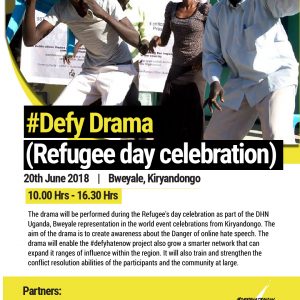 #Defy Drama
(Refugee day celebration)
20th June 2018 | Bweyale, Kiryandongo
10.00 Hrs - 16.30 Hrs
The drama will be performed during the Refugee's day celebration as part of the DHN
Uganda, Bweyale representation in the world event celebrations from Kiryandongo. The
aim of the drama is to create awareness about the Danger of online hate speech. The
drama will enable the #defyhatenow project also grow a smarter network that can
expand it ranges of influence within the region. It will also train and strengthen the
conflict resolution abilities of the participants and the community at large.
Partners: